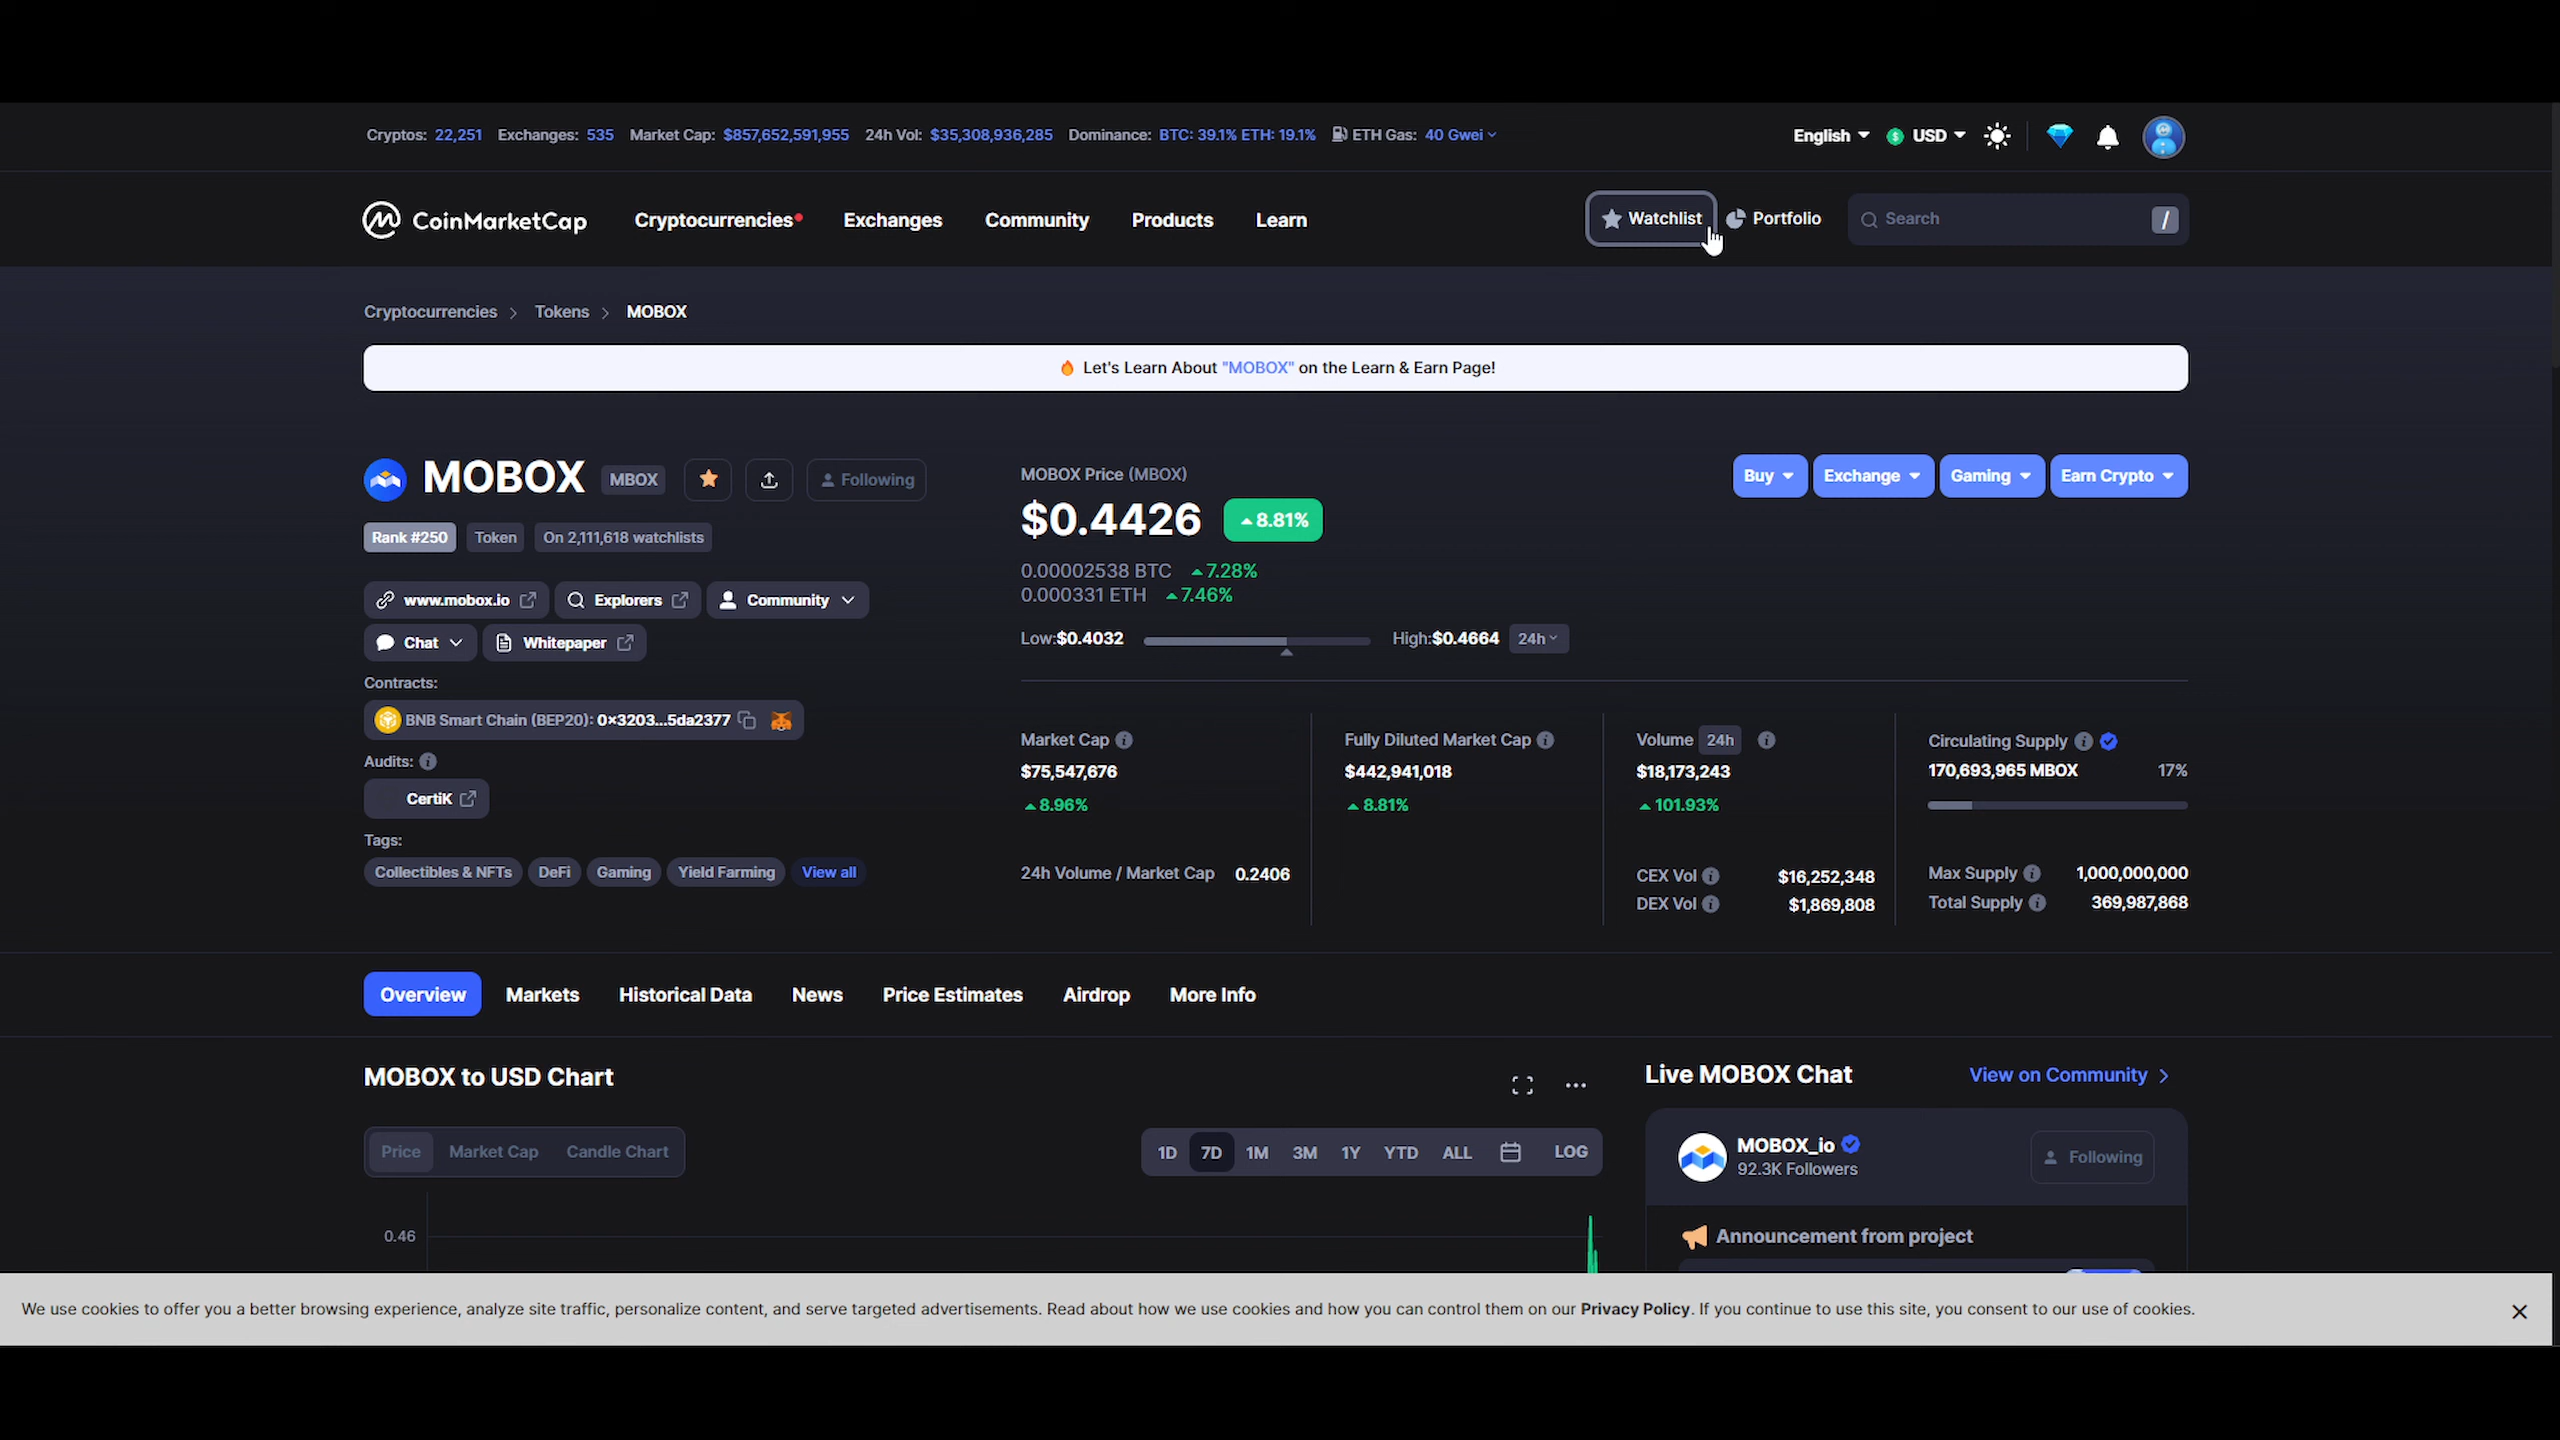 Cryptos: 22,251 Exchanges: 535 Market Cap: $857,652,591,955 24h Vol: $35,308,936,285 Dominance: BTC: 39.1% ETH: 19.1% ETH Gas: 40 Gwei
English USD
CoinMarketCap Cryptocurrencies Exchanges Community Products Learn Watchlist Portfolio Search /
Cryptocurrencies > Tokens > MOBOX
Let's Learn About "MOBOX" on the Learn & Earn Page!
MOBOX MBOX Following
Rank #250 Token On 2,111,618 watchlists
www.mobox.io Explorers Community
Chat Whitepaper
Contracts:
BNB Smart Chain (BEP20): 0x3203...5da2377
Audits:
CertiK
Tags:
Collectibles & NFTs DeFi Gaming Yield Farming View all
MOBOX Price (MBOX)
$0.4426 8.81%
0.00002538 BTC 7.28%
0.000331 ETH 7.46%
Low:$0.4032 High:$0.4664 24h
Buy Exchange Gaming Earn Crypto
Market Cap
$75,547,676
8.96%
24h Volume / Market Cap 0.2406
Fully Diluted Market Cap
$442,941,018
8.81%
Volume 24h
$18,173,243
101.93%
CEX Vol $16,252,348
DEX Vol $1,869,808
Circulating Supply
170,693,965 MBOX 17%
Max Supply 1,000,000,000
Total Supply 369,987,868
Overview Markets Historical Data News Price Estimates Airdrop More Info
MOBOX to USD Chart
Price Market Cap Candle Chart
1D 7D 1M 3M 1Y YTD ALL LOG
0.46
Live MOBOX Chat View on Community >
MOBOX_io
92.3K Followers
Following
Announcement from project
We use cookies to offer you a better browsing experience, analyze site traffic, personalize content, and serve targeted advertisements. Read about how we use cookies and how you can control them on our Privacy Policy. If you continue to use this site, you consent to our use of cookies.